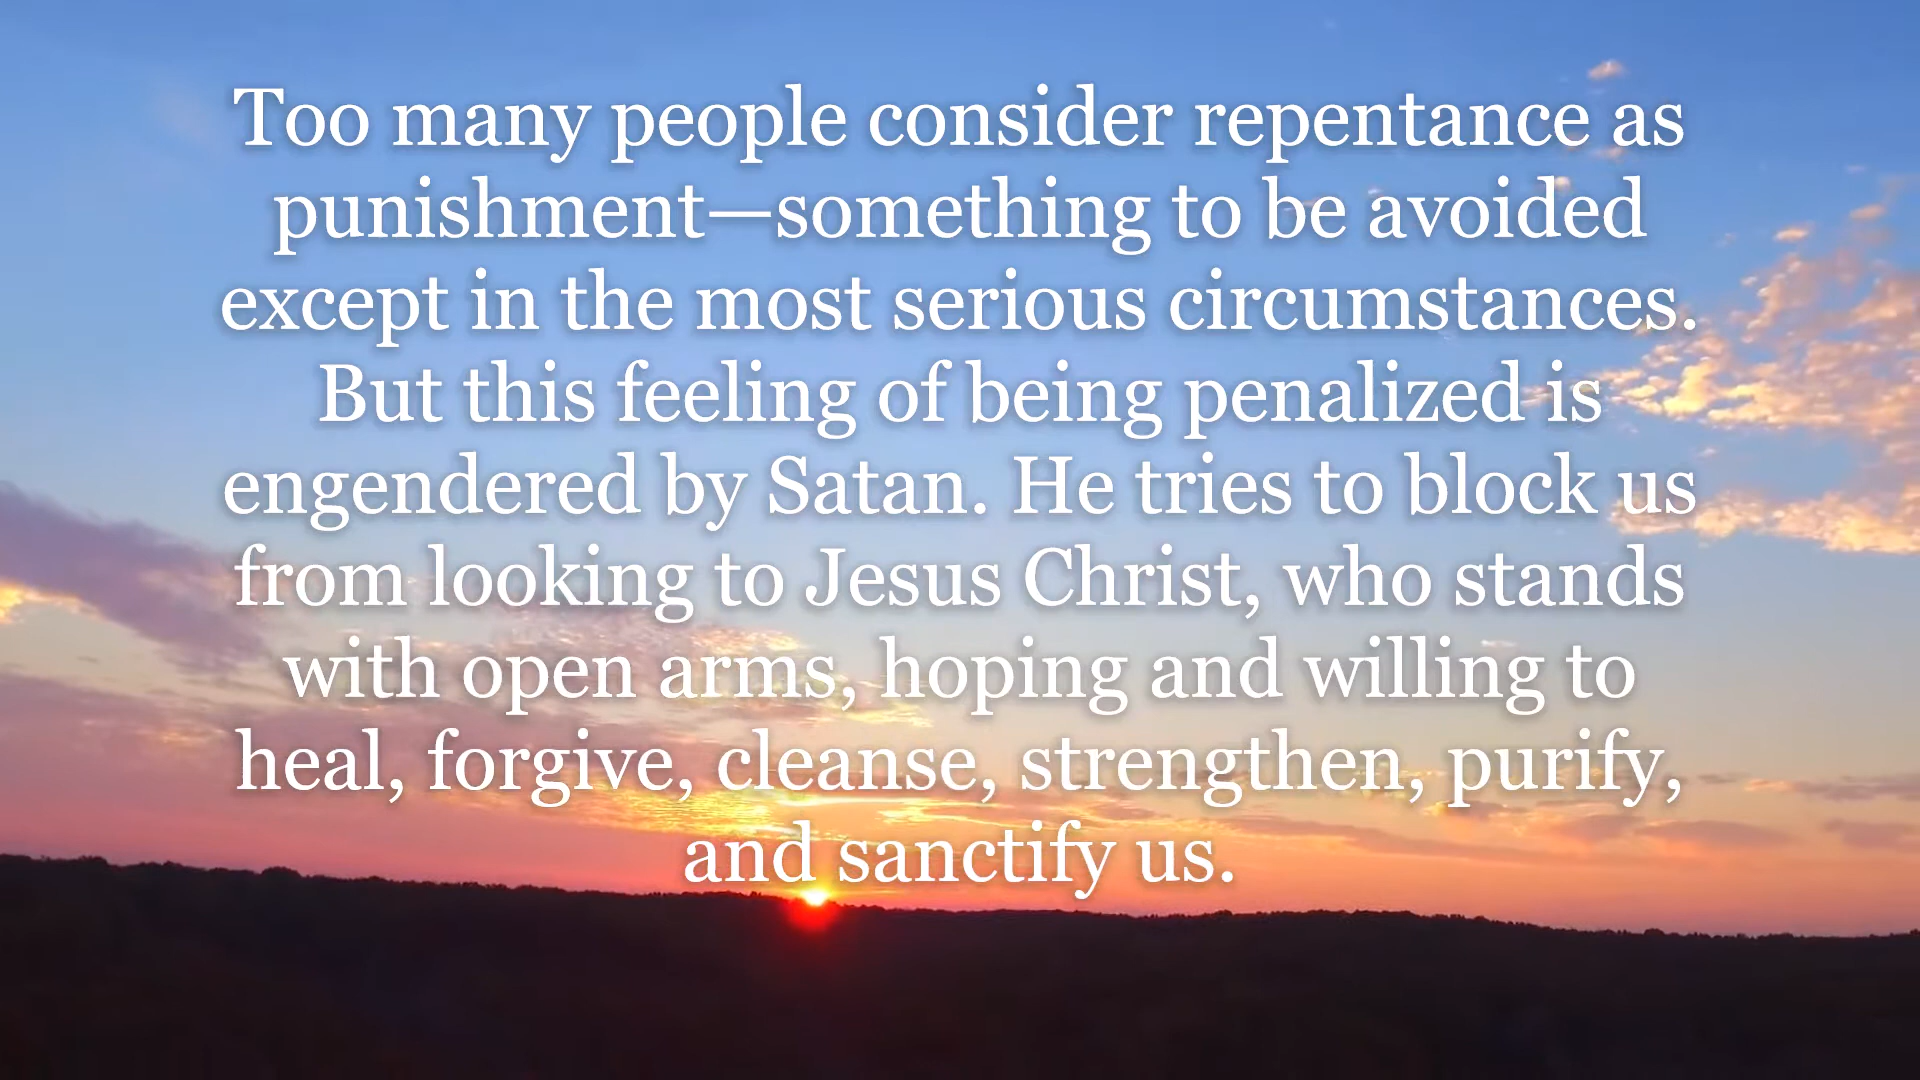 Too many people consider repentance as
punishment—something to be avoided
except in the most serious circumstances.
But this feeling of being penalized is
engendered by Satan. He tries to block us
from looking to Jesus Christ, who stands
with open arms, hoping and willing to
heal, forgive, cleanse, strengthen, purify,
and sanctify us.